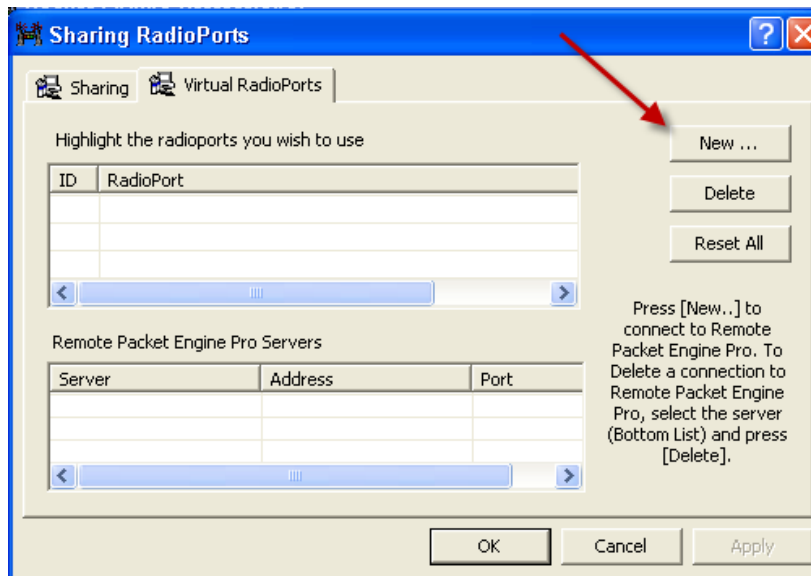 Sharing RadioPorts
Sharing
Virtual RadioPorts
Highlight the radioports you wish to use
New ...
ID
RadioPort
Delete
Reset All
Press [New..] to
connect to Remote
Packet Engine Pro. To
Delete a connection to
Remote Packet Engine
Pro, select the server
(Bottom List) and press
[Delete].
Remote Packet Engine Pro Servers
Server
Address
Port
OK
Cancel
Apply